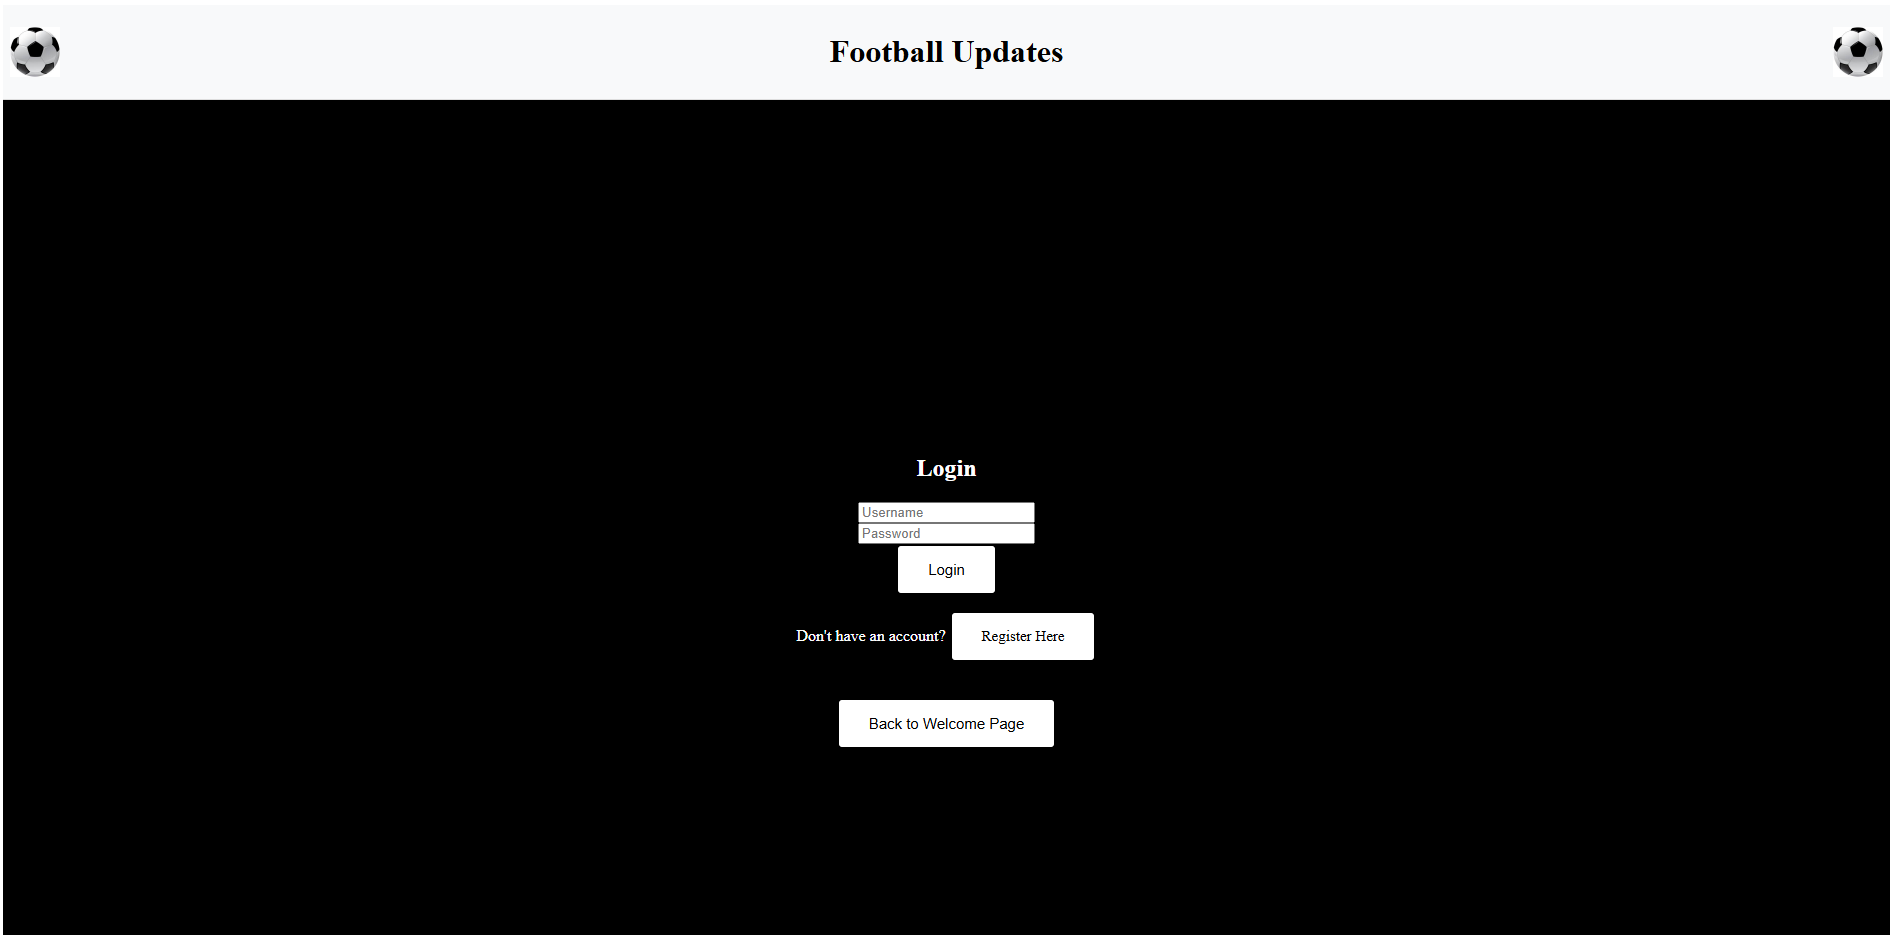 Football Updates
Login
Username
Password
Login
Don't have an account? Register Here
Back to Welcome Page